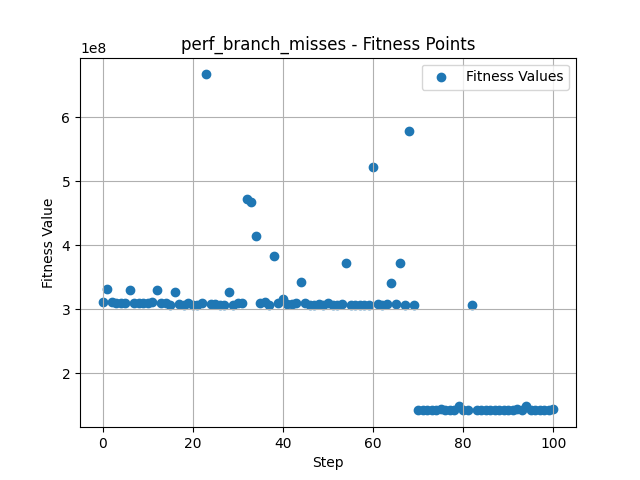 perf_branch_misses - Fitness Points
1e8
Fitness Values
6
5
4
3
2
Fitness Value
0 20 40 60 80 100
Step